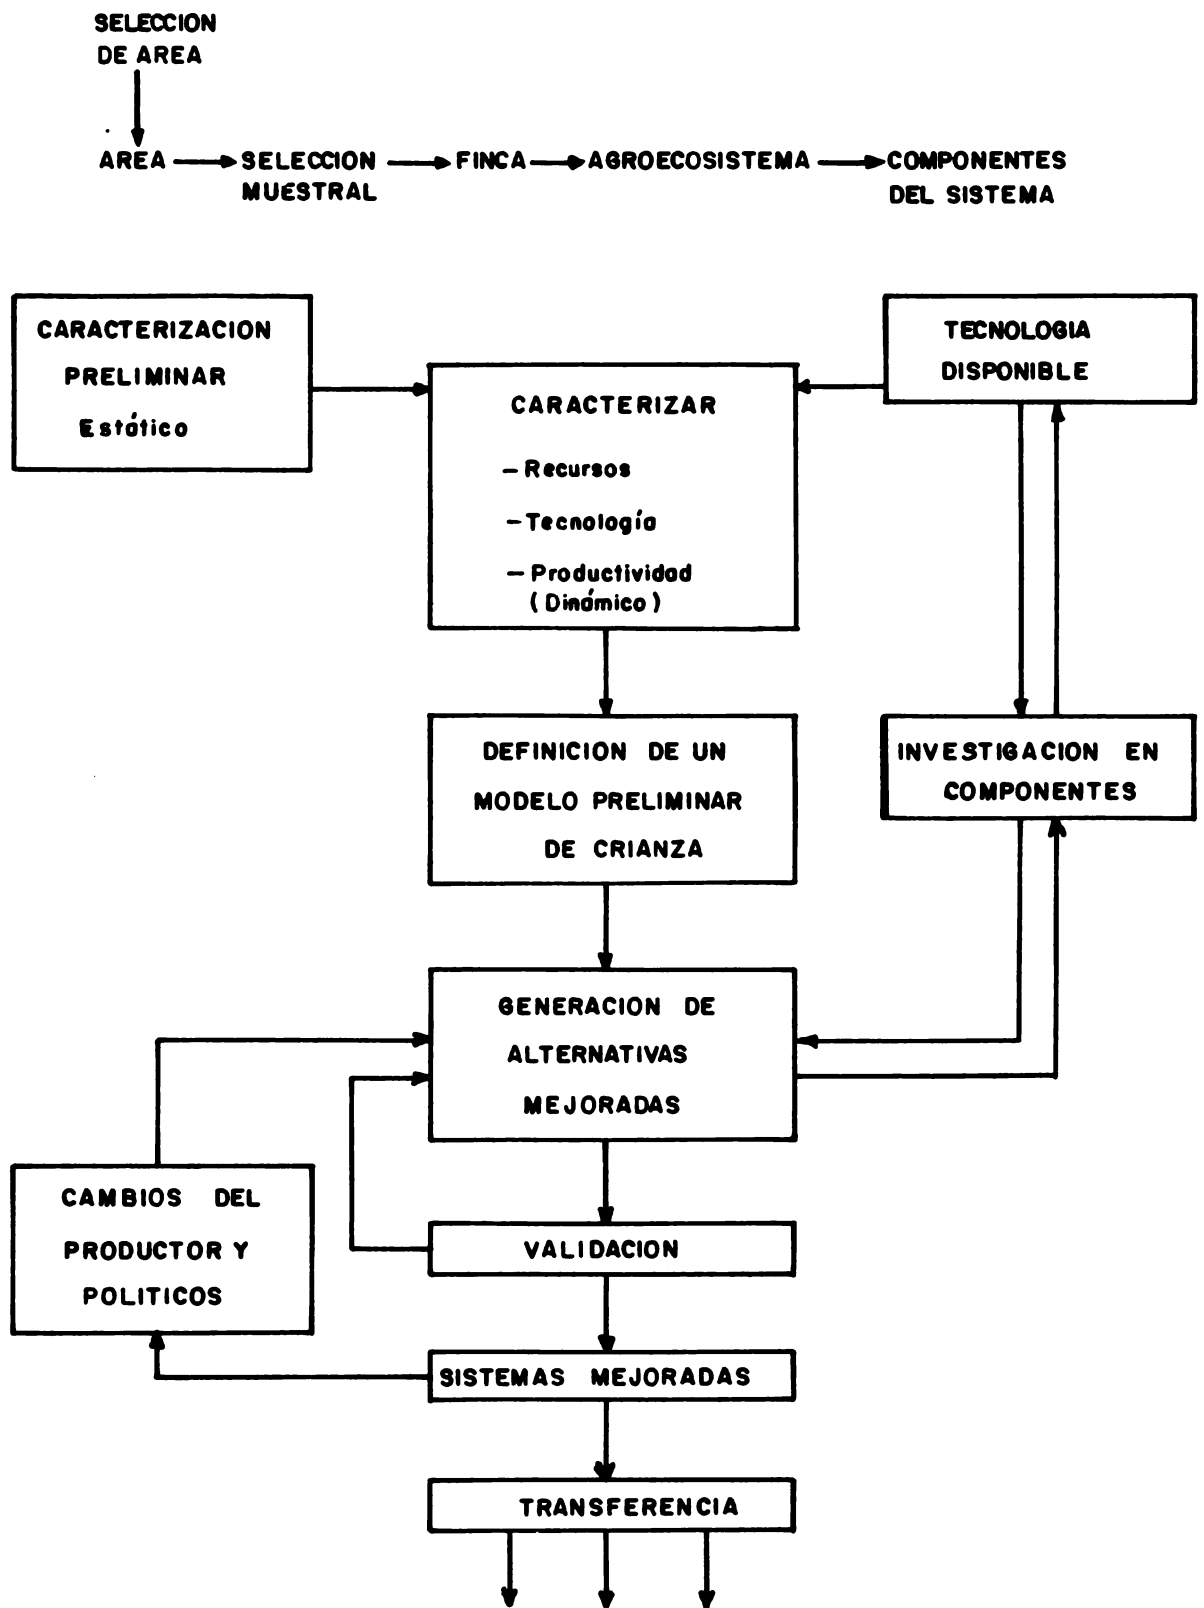 SELECCION
DE AREA
AREA SELECCION FINCA AGROECOSISTEMA COMPONENTES
MUESTRAL DEL SISTEMA
CARACTERIZACION
PRELIMINAR
Estático
TECNOLOGIA
DISPONIBLE
CARACTERIZAR
- Recursos
- Tecnología
- Productividad
(Dinámico)
DEFINICION DE UN
MODELO PRELIMINAR
DE CRIANZA
INVESTIGACION EN
COMPONENTES
GENERACION DE
ALTERNATIVAS
MEJORADAS
CAMBIOS DEL
PRODUCTOR Y
POLITICOS
VALIDACION
SISTEMAS MEJORADAS
TRANSFERENCIA